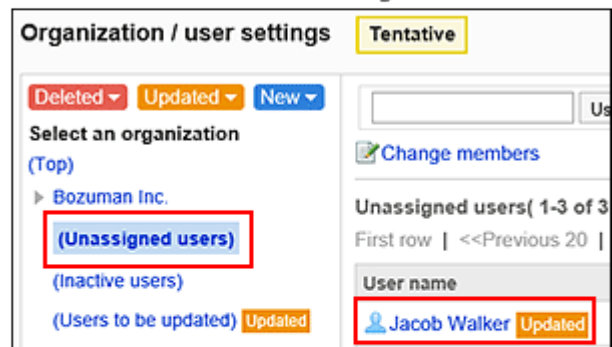 Organization / user settings
Tentative
Deleted
Updated
New
Select an organization
(Top)
Bozuman Inc.
(Unassigned users)
(Inactive users)
(Users to be updated) Updated
Us
Change members
Unassigned users( 1-3 of 3
First row | <<Previous 20 |
User name
Jacob Walker Updated